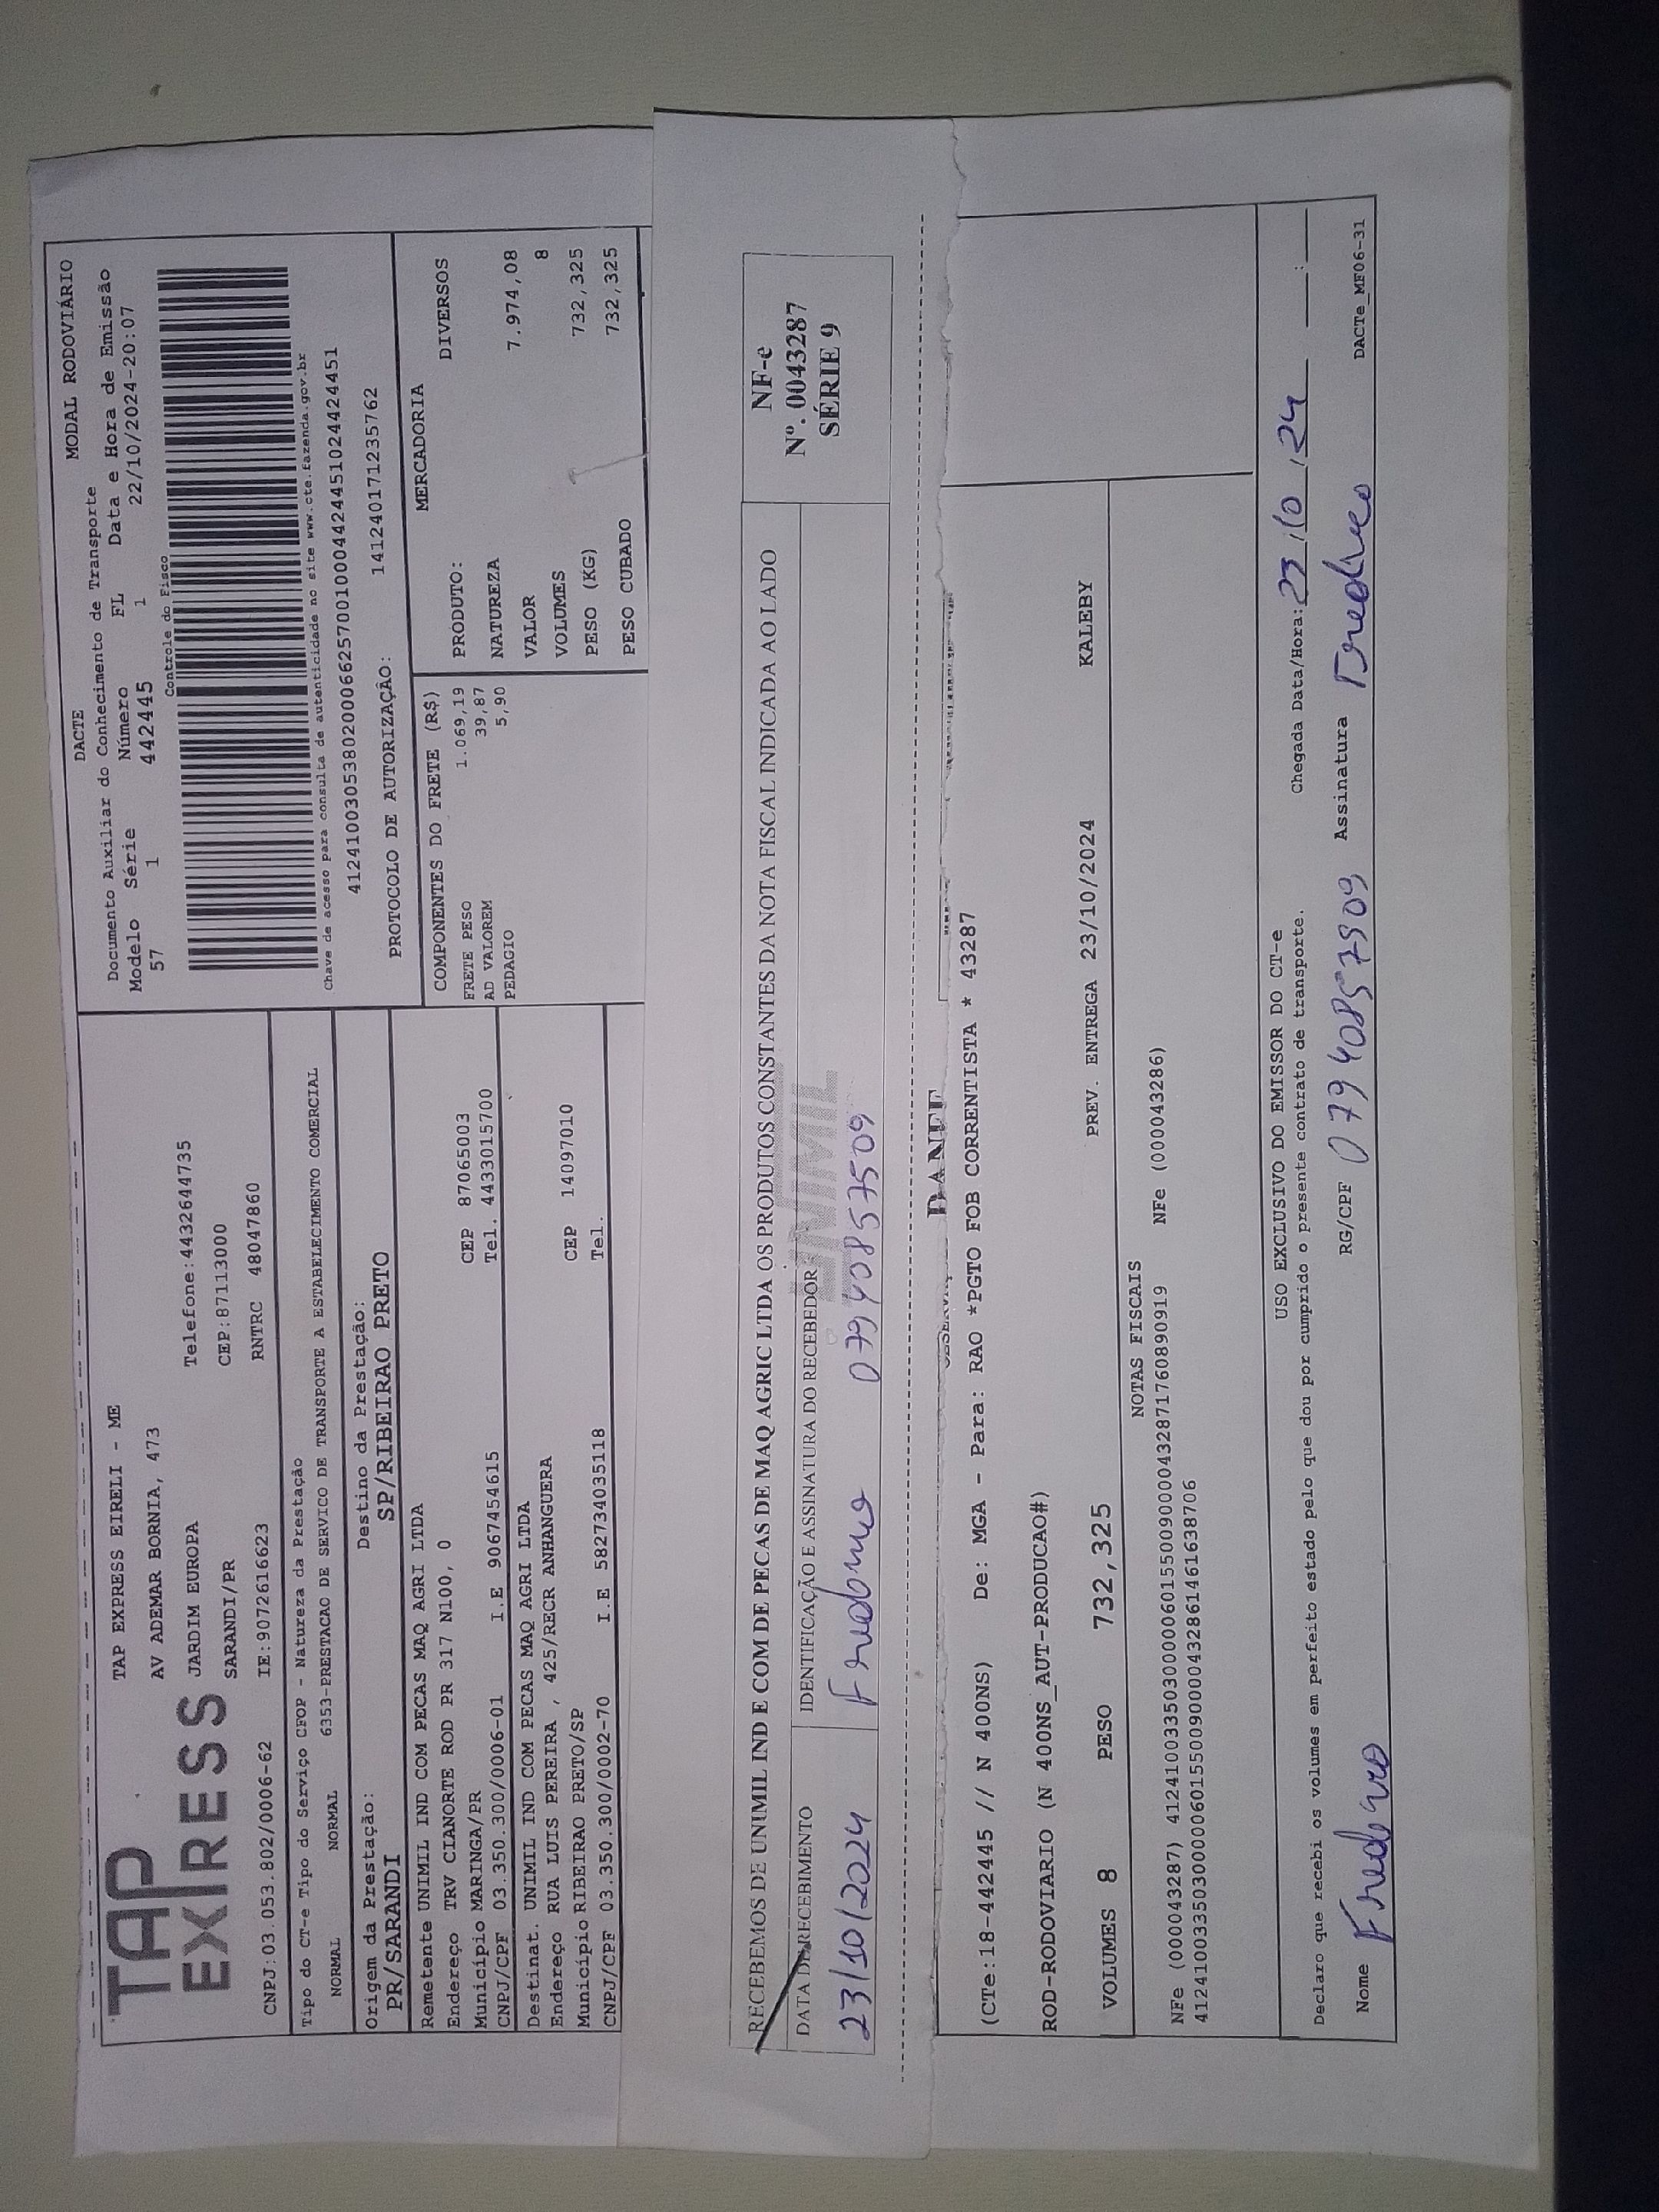 TAP
EXPRESS
TAP EXPRESS EIRELI - ME
AV ADEMAR BORNIA, 473
JARDIM EUROPA
Telefone:4432644735
SARANDI/PR
CEP:87113000
CNPJ:03.053.802/0006-62
IE:9072616623
RNTRC 48047860
DACTE
MODAL RODOVIÁRIO
Documento Auxiliar do Conhecimento de Transporte
Modelo Série Número FL Data e Hora de Emissão
57 1 442445 1 22/10/2024-20:07
Controle do Fisco
Chave de acesso para consulta de autenticidade no site www.cte.fazenda.gov.br
41241003053802000662570010004424451024424451
PROTOCOLO DE AUTORIZAÇÃO:
141240171235762
Tipo do CT-e Tipo do Serviço CFOP - Natureza da Prestação
NORMAL NORMAL 6353-PRESTACAO DE SERVICO DE TRANSPORTE A ESTABELECIMENTO COMERCIAL
Origem da Prestação:
PR/SARANDI
Destino da Prestação:
SP/RIBEIRAO PRETO
Remetente UNIMIL IND COM PECAS MAQ AGRI LTDA
Endereço TRV CIANORTE ROD PR 317 N100, 0
Município MARINGA/PR CEP 87065003
CNPJ/CPF 03.350.300/0006-01 I.E 9067454615 Tel. 4433015700
Destinat. UNIMIL IND COM PECAS MAQ AGRI LTDA
Endereço RUA LUIS PEREIRA , 425/RECR ANHANGUERA
Município RIBEIRAO PRETO/SP CEP 14097010
CNPJ/CPF 03.350.300/0002-70 I.E 582734035118 Tel.
COMPONENTES DO FRETE (R$)
FRETE PESO 1.069,19
AD VALOREM 39,87
PEDAGIO 5,90
MERCADORIA
PRODUTO: DIVERSOS
NATUREZA
VALOR 7.974,08
VOLUMES 8
PESO (KG) 732,325
PESO CUBADO 732,325
RECEBEMOS DE UNIMIL IND E COM DE PECAS DE MAQ AGRIC LTDA OS PRODUTOS CONSTANTES DA NOTA FISCAL INDICADA AO LADO
DATA DE RECEBIMENTO
IDENTIFICAÇÃO E ASSINATURA DO RECEBEDOR
UNIMIL
23/10/2024
07940857509
NF-e
Nº. 0043287
SÉRIE 9
DANFE
(CTe:18-442445 // N 400NS) De: MGA - Para: RAO *PGTO FOB CORRENTISTA * 43287
ROD-RODOVIARIO (N 400NS_AUT-PRODUCAO#)
VOLUMES 8 PESO 732,325 PREV. ENTREGA 23/10/2024 KALEBY
NOTAS FISCAIS
NFe (000043287) 41241003350300000601550090000432871760890919 NFe (000043286)
41241003350300000601550090000432861461638706
USO EXCLUSIVO DO EMISSOR DO CT-e
Declaro que recebi os volumes em perfeito estado pelo que dou por cumprido o presente contrato de transporte.
Chegada Data/Hora: 23/10/24 :
Nome
RG/CPF 07940857909 Assinatura
DACTe_MF06-31